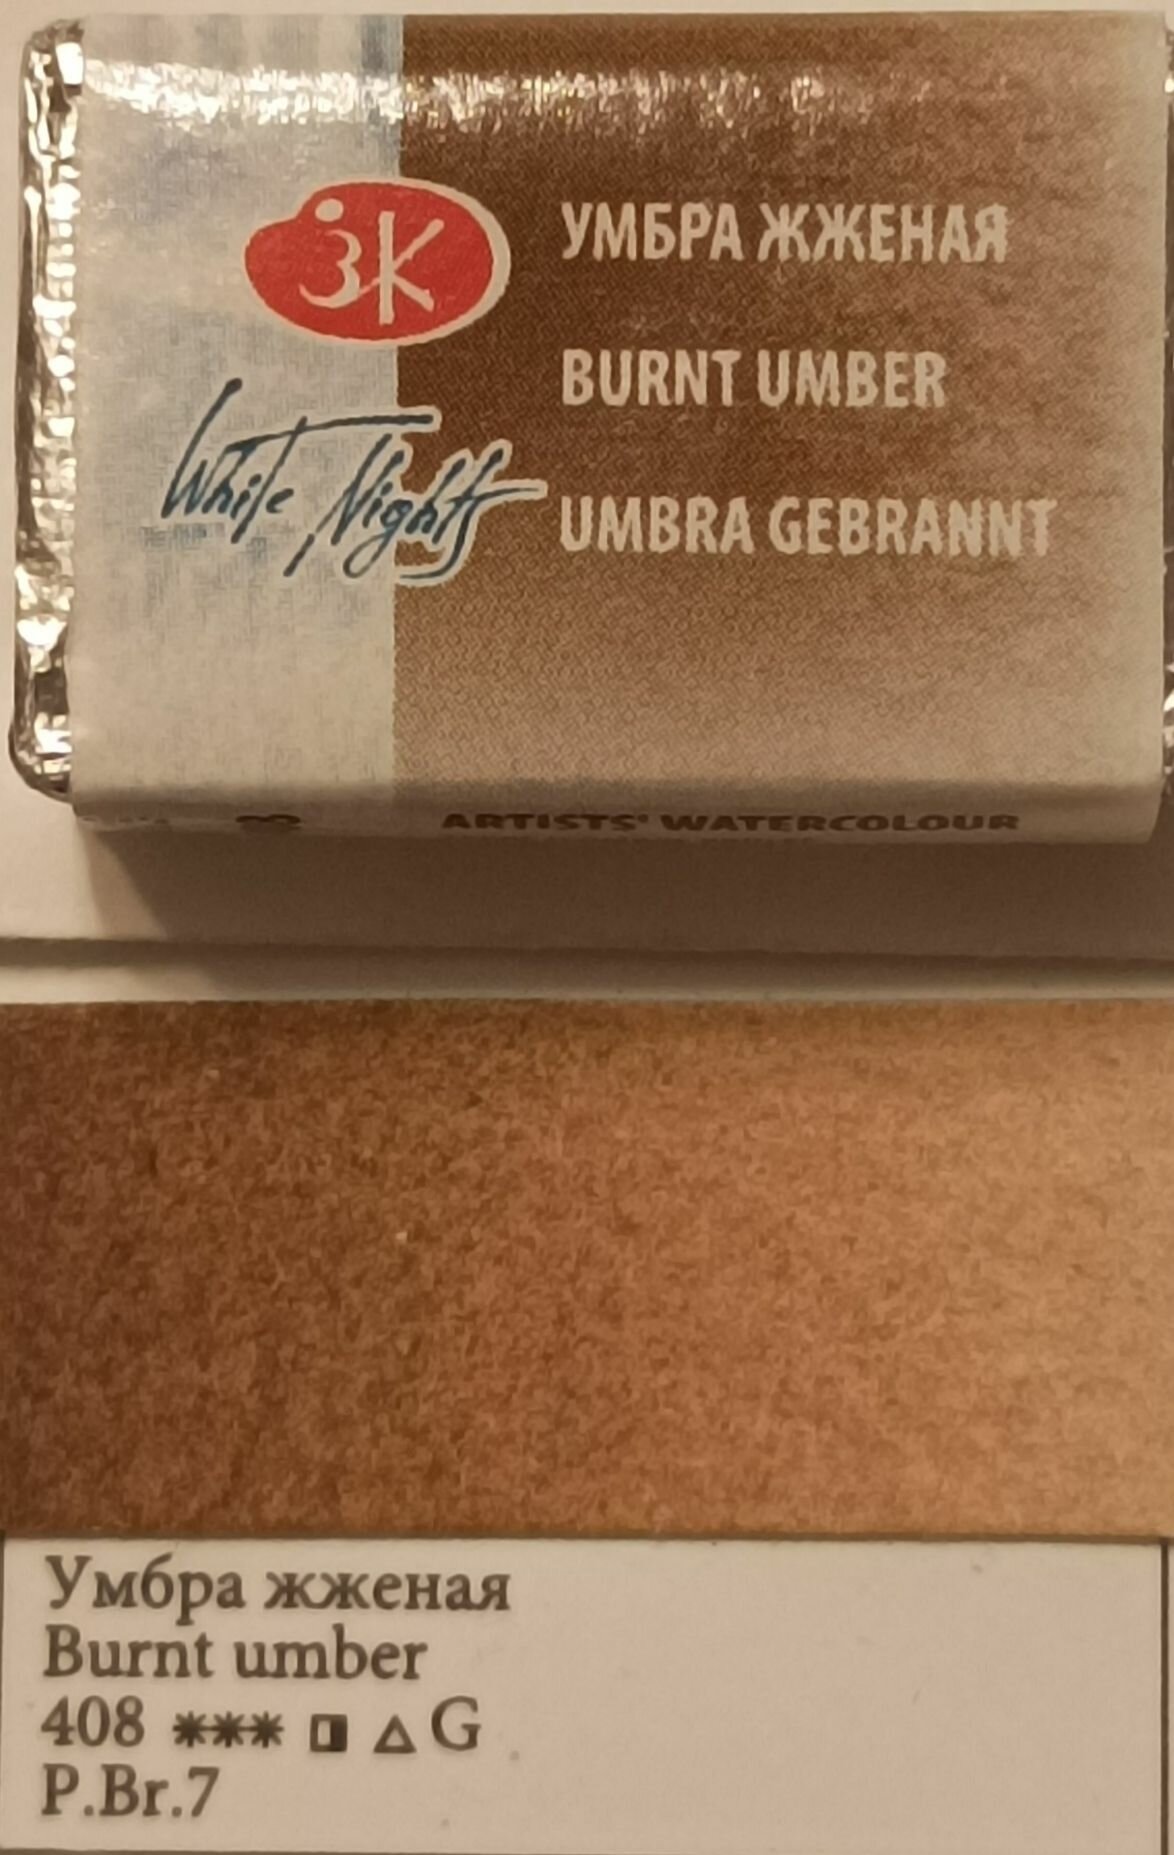 ЗК
УМБРА ЖЖЕНАЯ
BURNT UMBER
White Nights
UMBRA GEBRANNT
ARTISTS' WATERCOLOUR
Умбра жженая
Burnt umber
408 *** ◨ △ G
P.Br.7